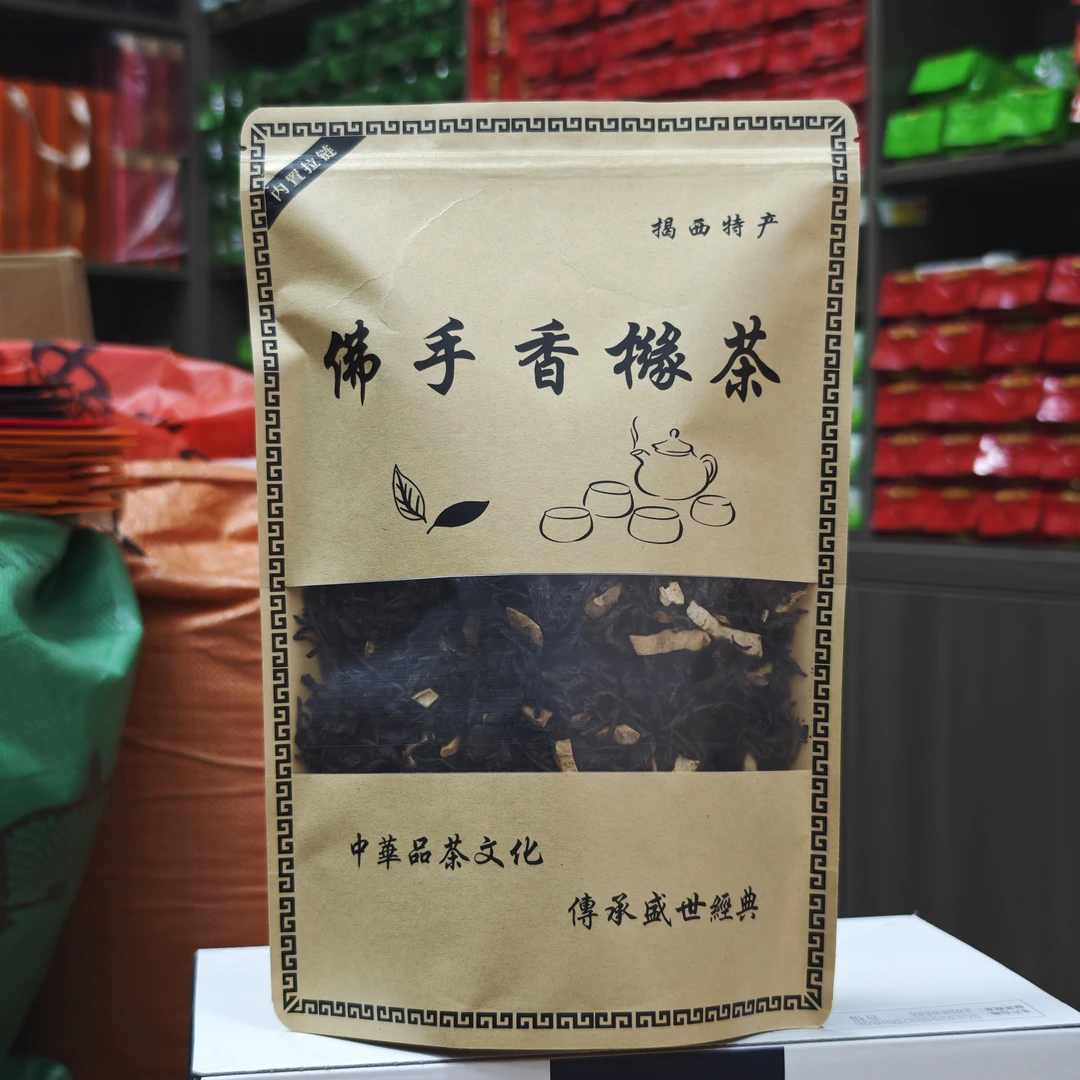 内置拉链
揭西特产
佛手香橼茶
中華品茶文化
傳承盛世經典